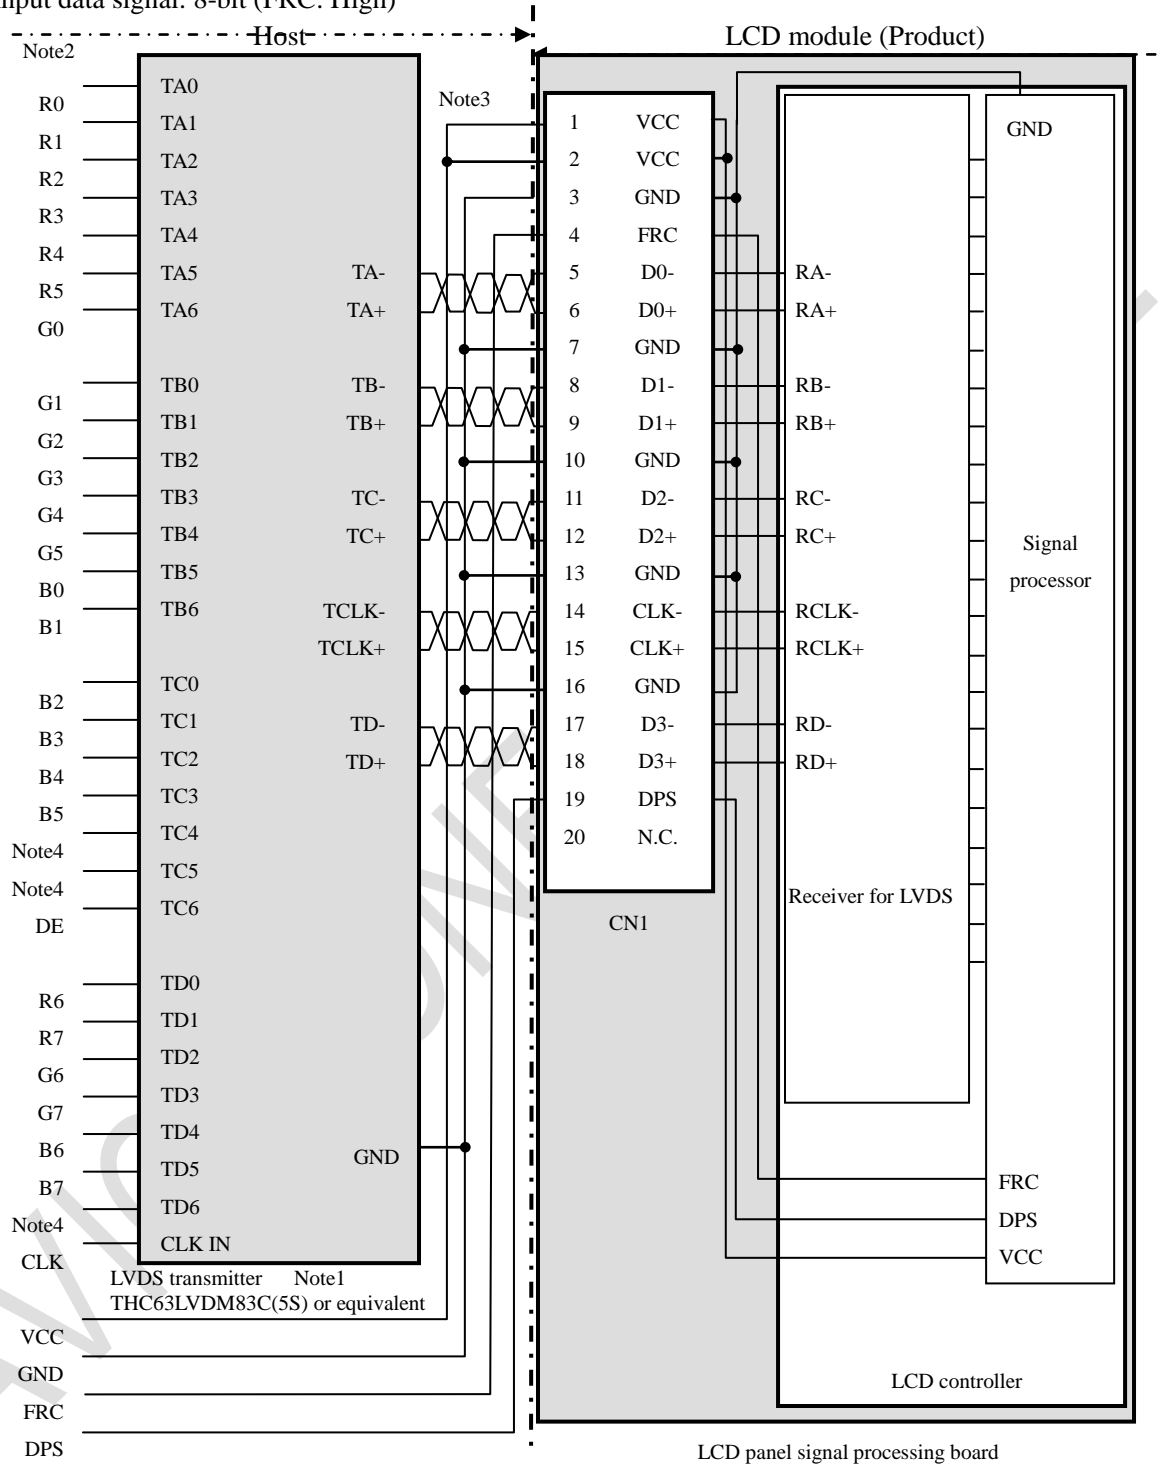 nput data signal: 8-bit (FRC: High)
Host
LCD module (Product)
Note2
R0
R1
R2
R3
R4
R5
G0
G1
G2
G3
G4
G5
B0
B1
B2
B3
B4
B5
Note4
Note4
DE
R6
R7
G6
G7
B6
B7
Note4
CLK
VCC
GND
FRC
DPS
TA0
TA1
TA2
TA3
TA4
TA5
TA6
TB0
TB1
TB2
TB3
TB4
TB5
TB6
TC0
TC1
TC2
TC3
TC4
TC5
TC6
TD0
TD1
TD2
TD3
TD4
TD5
TD6
CLK IN
TA-
TA+
TB-
TB+
TC-
TC+
TCLK-
TCLK+
TD-
TD+
GND
LVDS transmitter Note1
THC63LVDM83C(5S) or equivalent
Note3
1 VCC
2 VCC
3 GND
4 FRC
5 D0-
6 D0+
7 GND
8 D1-
9 D1+
10 GND
11 D2-
12 D2+
13 GND
14 CLK-
15 CLK+
16 GND
17 D3-
18 D3+
19 DPS
20 N.C.
CN1
RA-
RA+
RB-
RB+
RC-
RC+
RCLK-
RCLK+
RD-
RD+
Receiver for LVDS
GND
Signal
processor
FRC
DPS
VCC
LCD controller
LCD panel signal processing board